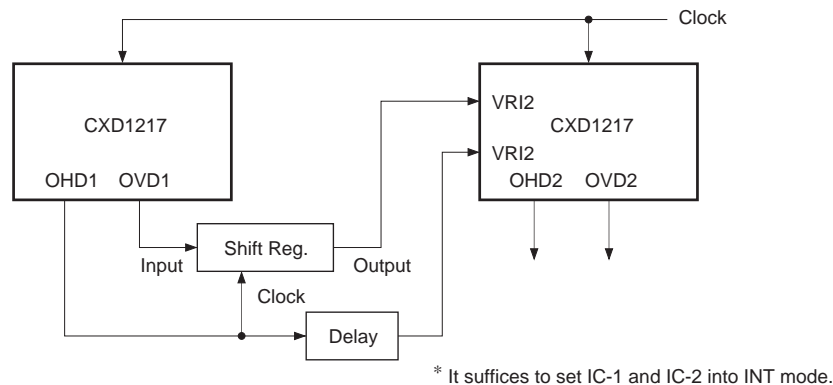 Clock
CXD1217
OHD1 OVD1
VRI2
CXD1217
VRI2
OHD2 OVD2
Shift Reg.
Input
Output
Clock
Delay
* It suffices to set IC-1 and IC-2 into INT mode.